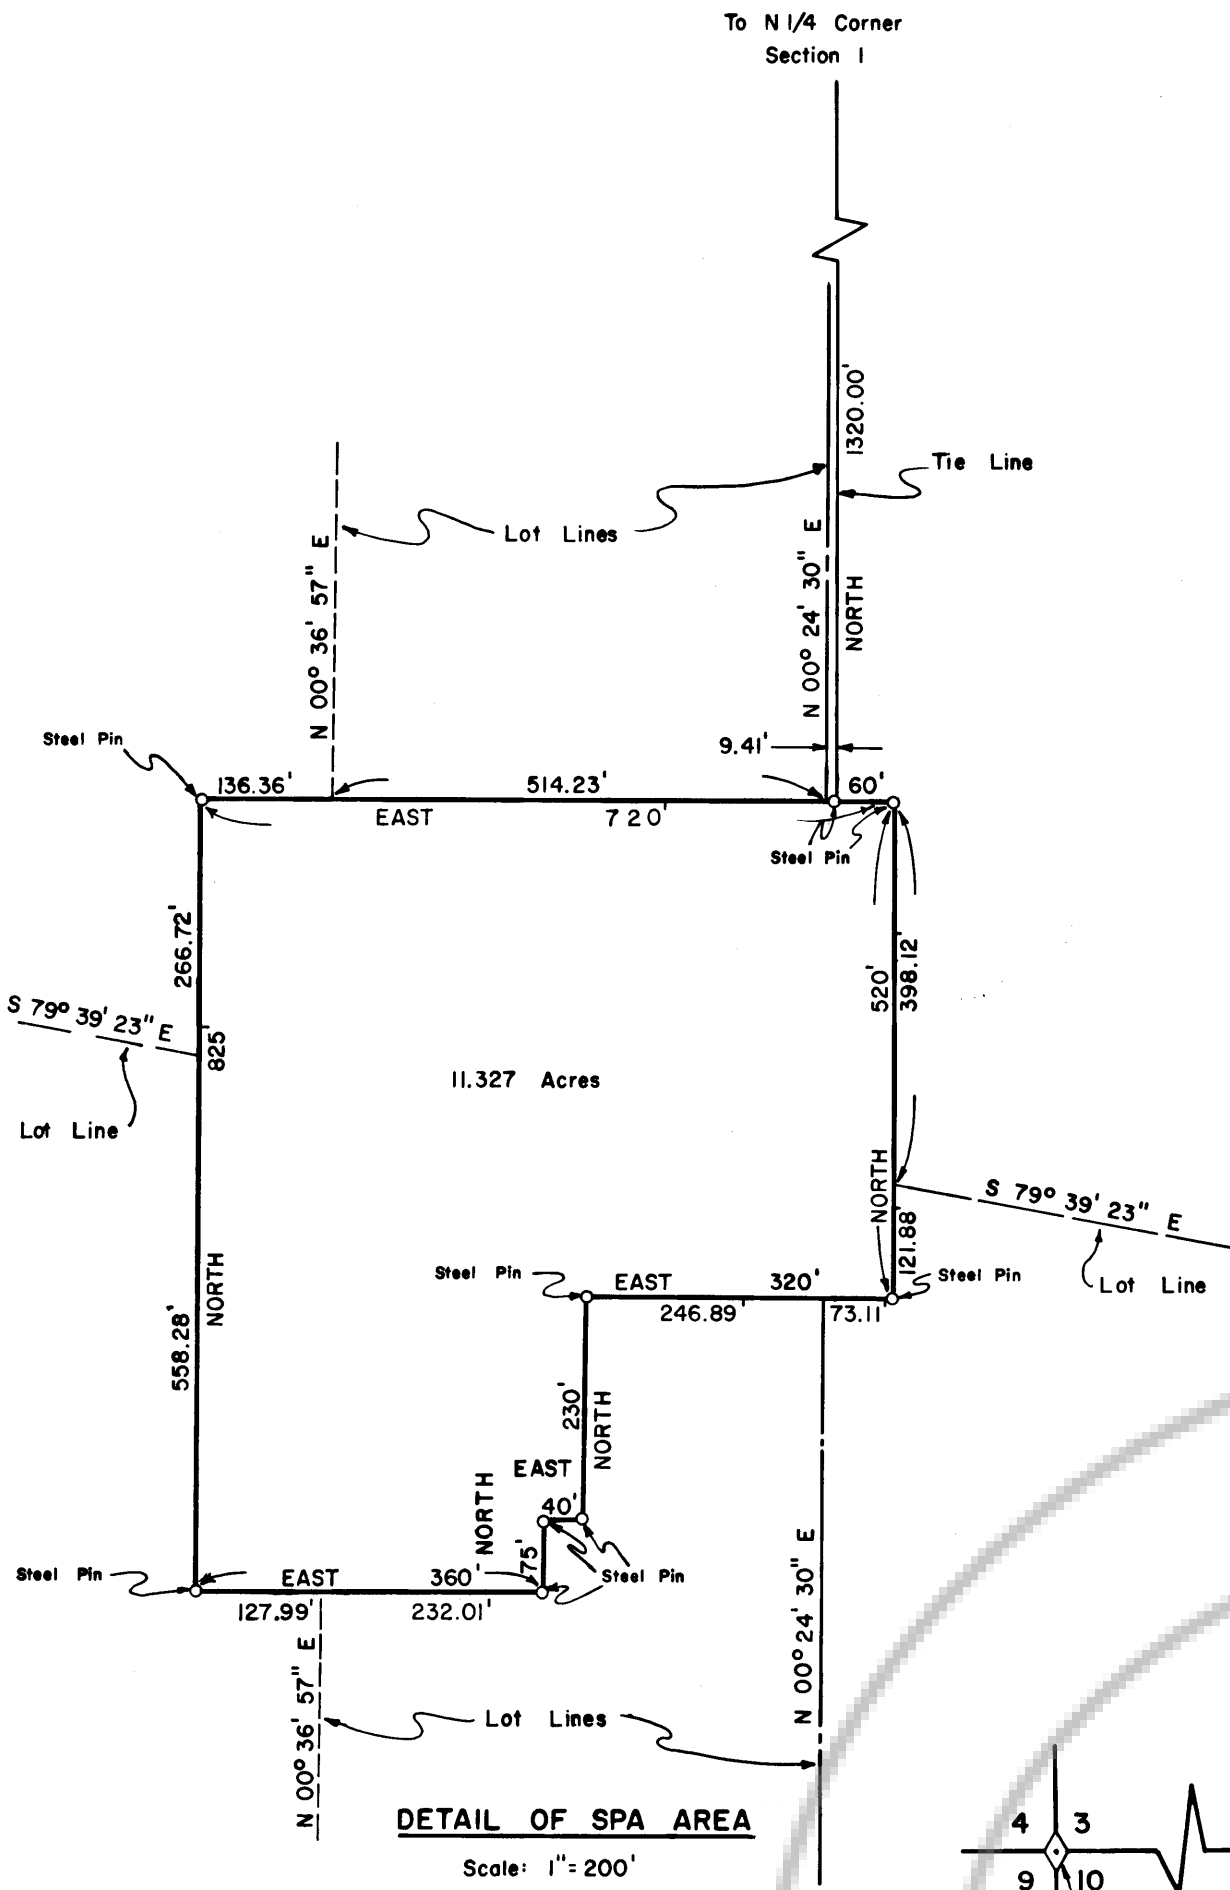 To N 1/4 Corner
Section 1
1320.00'
Tie Line
Lot Lines
N 00° 36' 57" E
N 00° 24' 30" E
NORTH
Steel Pin
9.41'
136.36'
514.23'
60'
EAST
720'
Steel Pin
266.72'
520'
398.12'
S 79° 39' 23" E
825'
11.327 Acres
Lot Line
NORTH
S 79° 39' 23" E
121.88'
Lot Line
Steel Pin
EAST
320'
Steel Pin
246.89'
73.11'
NORTH
558.28'
230'
NORTH
EAST
40'
NORTH
75'
Steel Pin
EAST
360'
Steel Pin
127.99'
232.01'
N 00° 36' 57" E
N 00° 24' 30" E
Lot Lines
DETAIL OF SPA AREA
Scale: 1"=200'
4 3
9 10